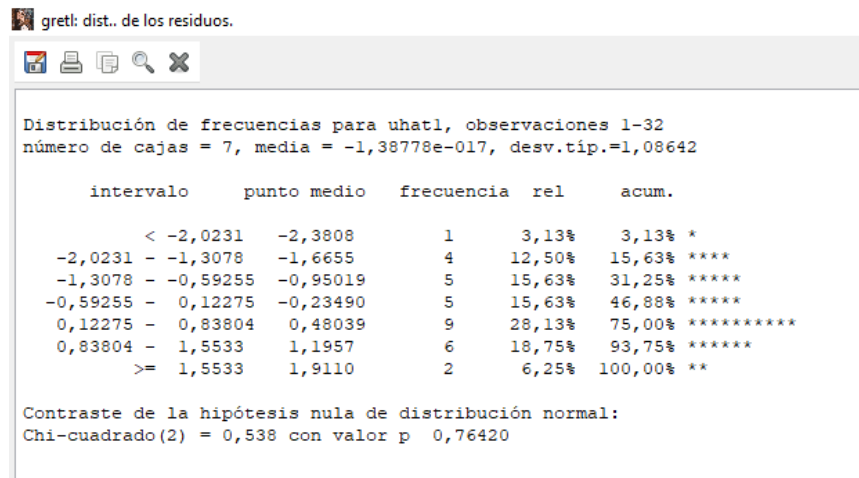 gretl: dist.. de los residuos.
Distribución de frecuencias para uhat1, observaciones 1-32
número de cajas = 7, media = -1,38778e-017, desv.típ.=1,08642
intervalo punto medio frecuencia rel acum.
< -2,0231 -2,3808 1 3,13% 3,13% *
-2,0231 - -1,3078 -1,6655 4 12,50% 15,63% ****
-1,3078 - -0,59255 -0,95019 5 15,63% 31,25% *****
-0,59255 - 0,12275 -0,23490 5 15,63% 46,88% *****
0,12275 - 0,83804 0,48039 9 28,13% 75,00% **********
0,83804 - 1,5533 1,1957 6 18,75% 93,75% ******
>= 1,5533 1,9110 2 6,25% 100,00% **
Contraste de la hipótesis nula de distribución normal:
Chi-cuadrado(2) = 0,538 con valor p 0,76420